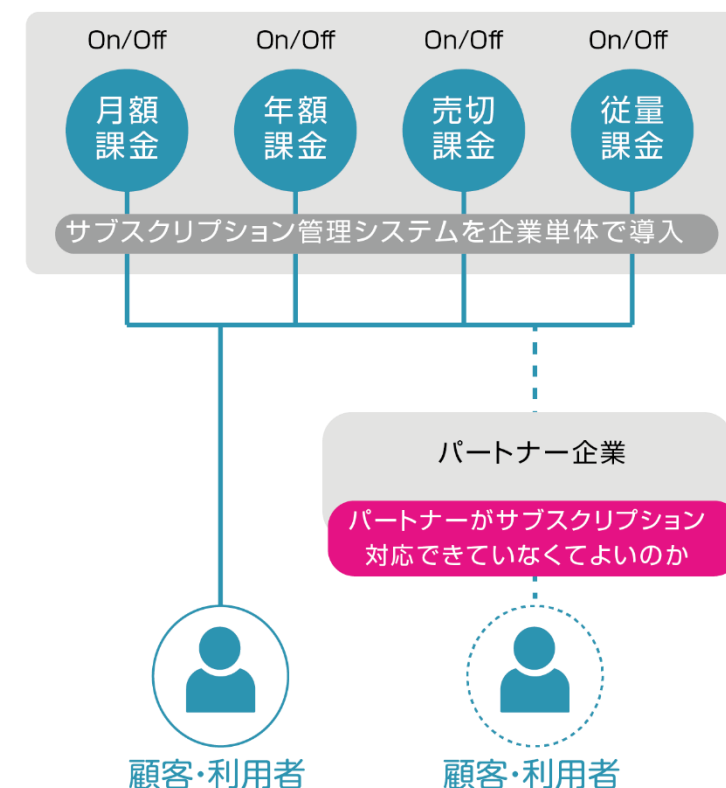 On/Off On/Off On/Off On/Off
月額 年額 売切 従量
課金 課金 課金 課金
サブスクリプション管理システムを企業単体で導入
パートナー企業
パートナーがサブスクリプション
対応できていなくてよいのか
顧客・利用者 顧客・利用者